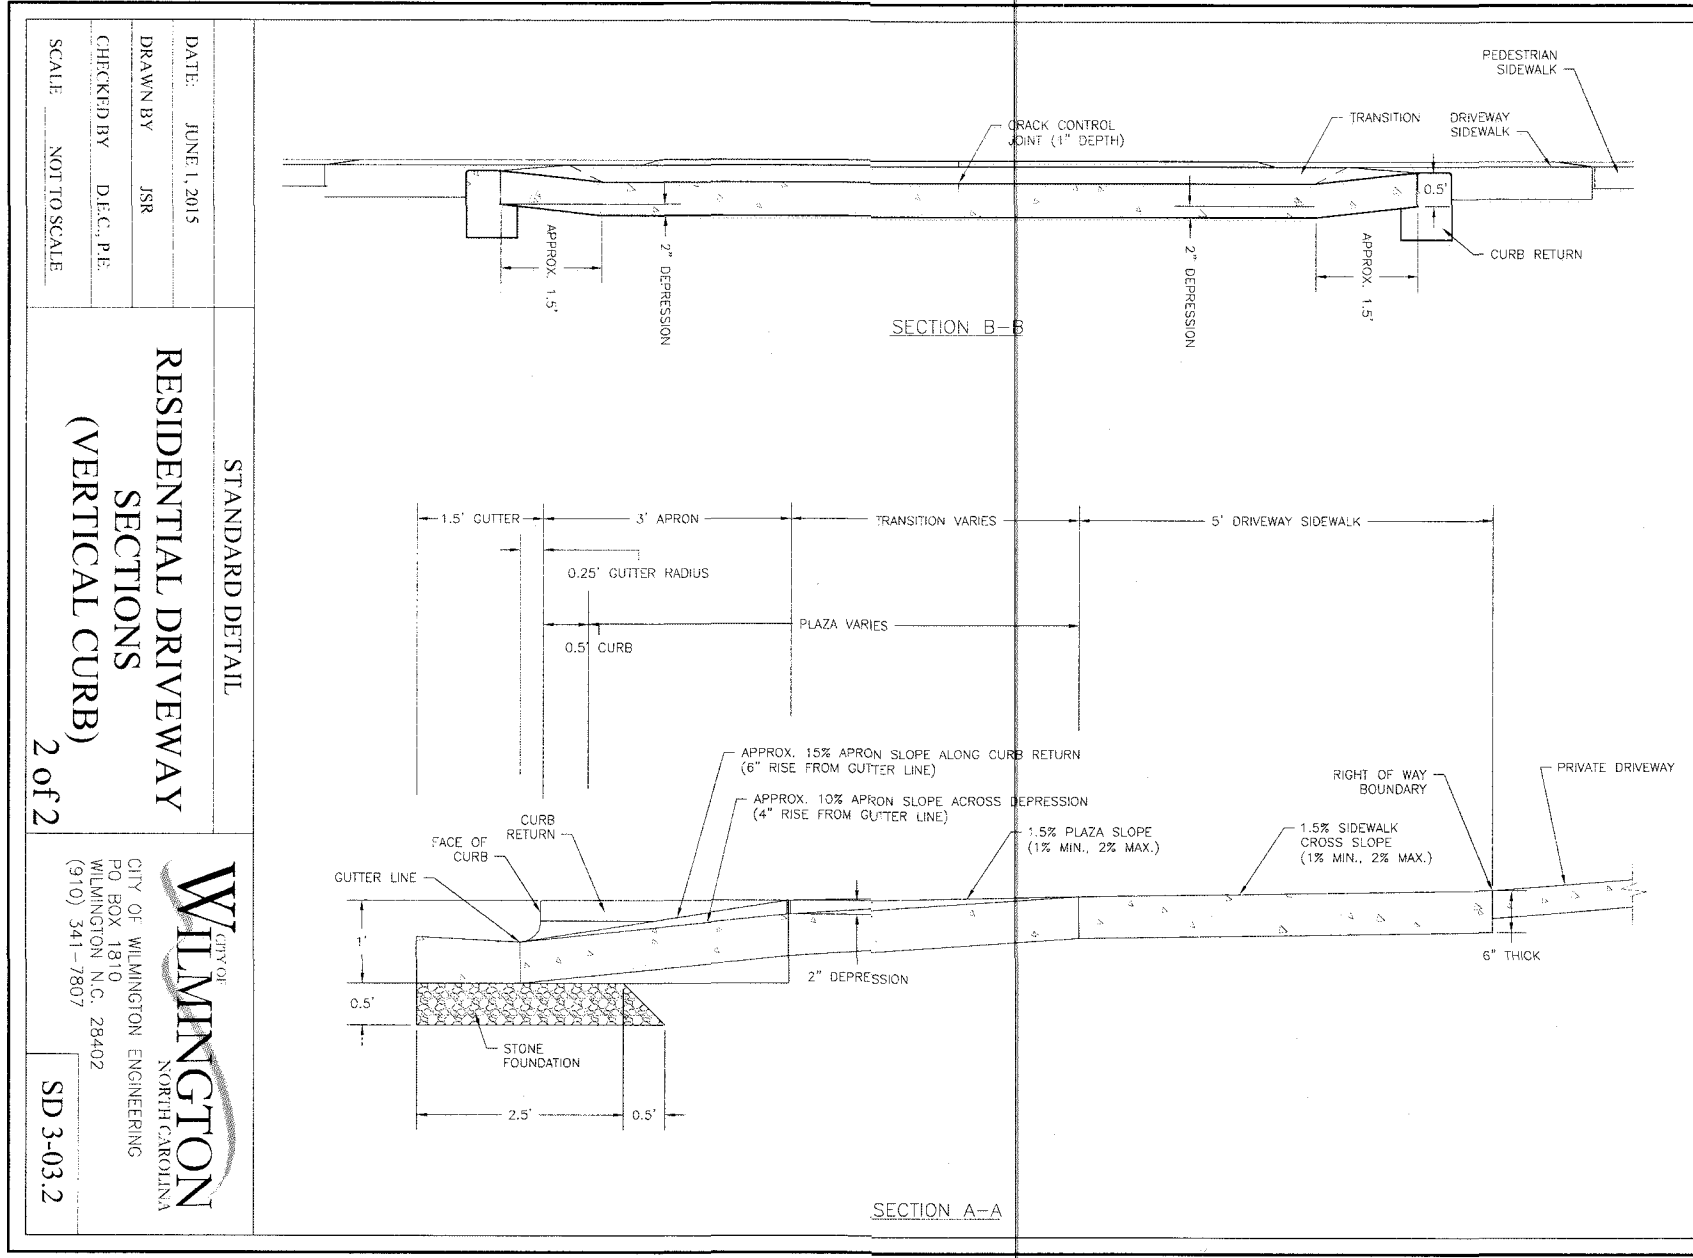 PEDESTRIAN
SIDEWALK
CRACK CONTROL
JOINT (1" DEPTH)
TRANSITION
DRIVEWAY
SIDEWALK
0.5'
CURB RETURN
APPROX. 1.5'
2" DEPRESSION
2" DEPRESSION
APPROX. 1.5'
SECTION B-B
1.5' GUTTER
3' APRON
TRANSITION VARIES
5' DRIVEWAY SIDEWALK
0.25' GUTTER RADIUS
PLAZA VARIES
0.5' CURB
APPROX. 15% APRON SLOPE ALONG CURB RETURN
(6" RISE FROM GUTTER LINE)
APPROX. 10% APRON SLOPE ACROSS DEPRESSION
(4" RISE FROM GUTTER LINE)
RIGHT OF WAY
BOUNDARY
PRIVATE DRIVEWAY
CURB
RETURN
FACE OF
CURB
GUTTER LINE
1.5% PLAZA SLOPE
(1% MIN., 2% MAX.)
1.5% SIDEWALK
CROSS SLOPE
(1% MIN., 2% MAX.)
1'
0.5'
2" DEPRESSION
6" THICK
STONE
FOUNDATION
2.5'
0.5'
SECTION A-A
DATE: JUNE 1, 2015
DRAWN BY JSR
CHECKED BY D.E.C., P.E.
SCALE NOT TO SCALE
STANDARD DETAIL
RESIDENTIAL DRIVEWAY
SECTIONS
(VERTICAL CURB)
2 of 2
CITY OF
WILMINGTON
NORTH CAROLINA
CITY OF WILMINGTON ENGINEERING
PO BOX 1810
WILMINGTON N.C. 28402
(910) 341-7807
SD 3-03.2